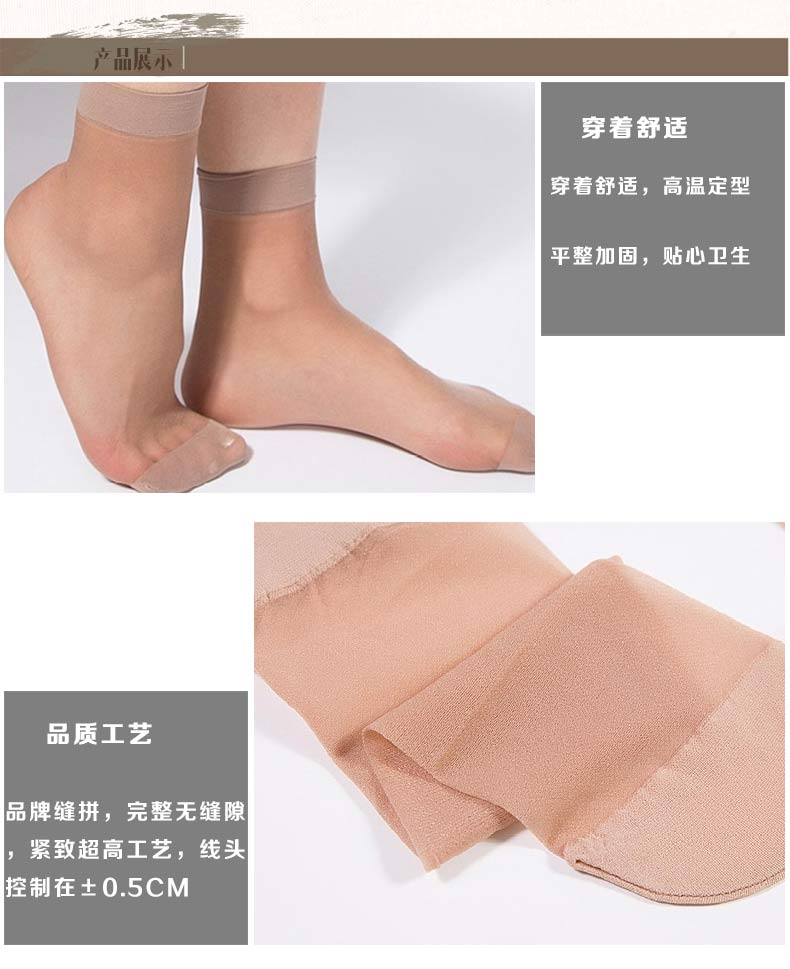 产品展示
穿着舒适
穿着舒适，高温定型
平整加固，贴心卫生
品质工艺
品牌缝拼，完整无缝隙
，紧致超高工艺，线头
控制在±0.5CM